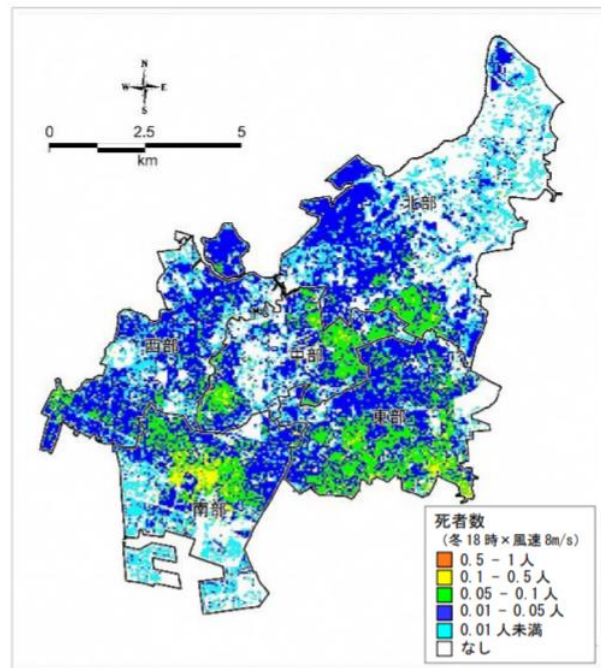 N
W E
S
0 2.5 5
km
北部
西部
中部
東部
南部
死者数
(冬18時×風速8m/s)
0.5 - 1人
0.1 - 0.5人
0.05 - 0.1人
0.01 - 0.05人
0.01人未満
なし